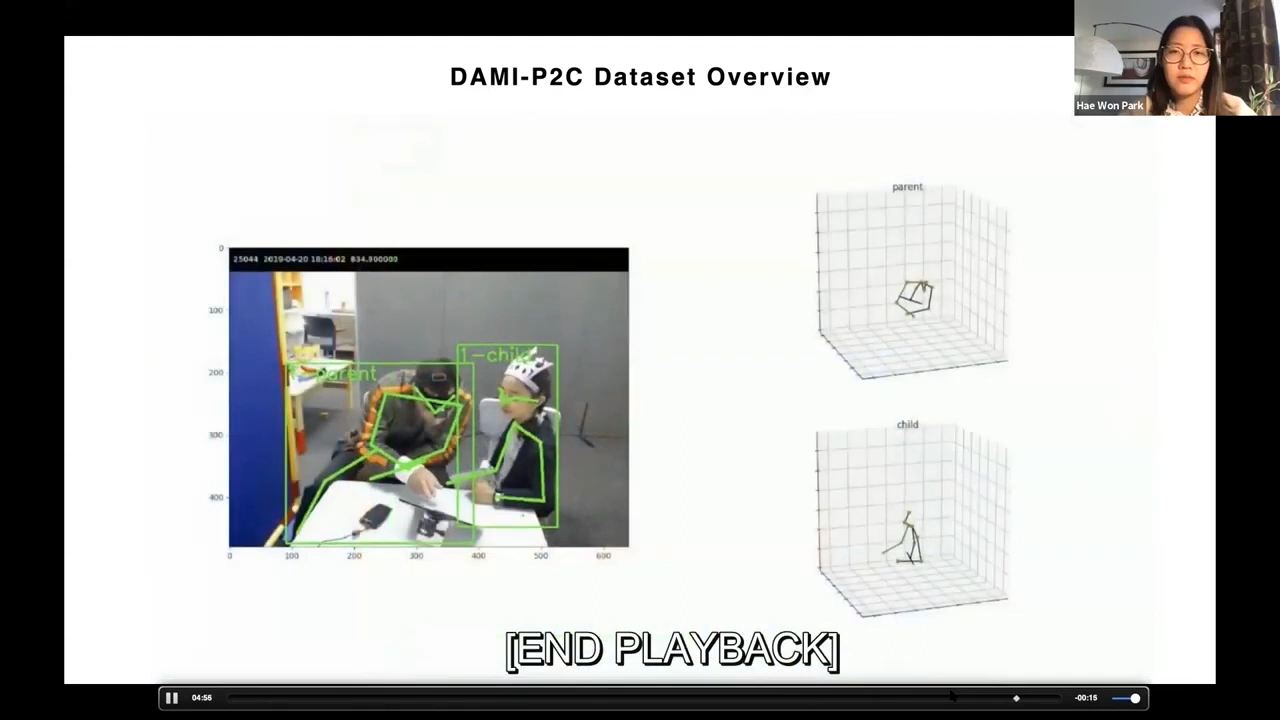 DAMI-P2C Dataset Overview
Hae Won Park
parent
0
25044 2019-04-20 18:16:02 834.900000
100
200
300
400
1-child
parent
0
100
200
300
400
500
600
child
[END PLAYBACK]
04:56
-00:15